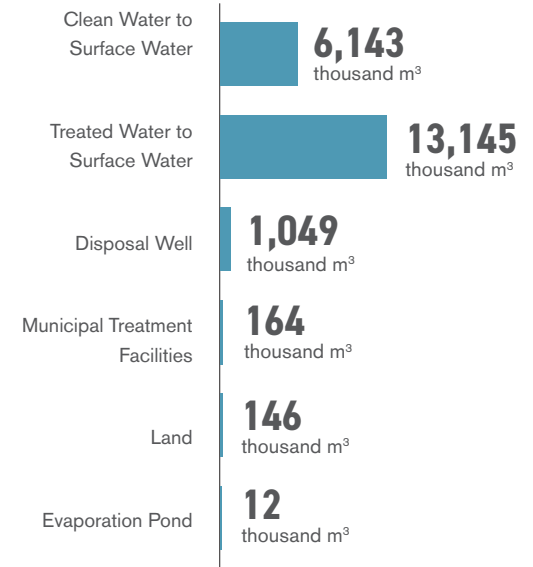 Clean Water to
Surface Water
6,143
thousand m³
Treated Water to
Surface Water
13,145
thousand m³
Disposal Well
1,049
thousand m³
Municipal Treatment
Facilities
164
thousand m³
Land
146
thousand m³
Evaporation Pond
12
thousand m³